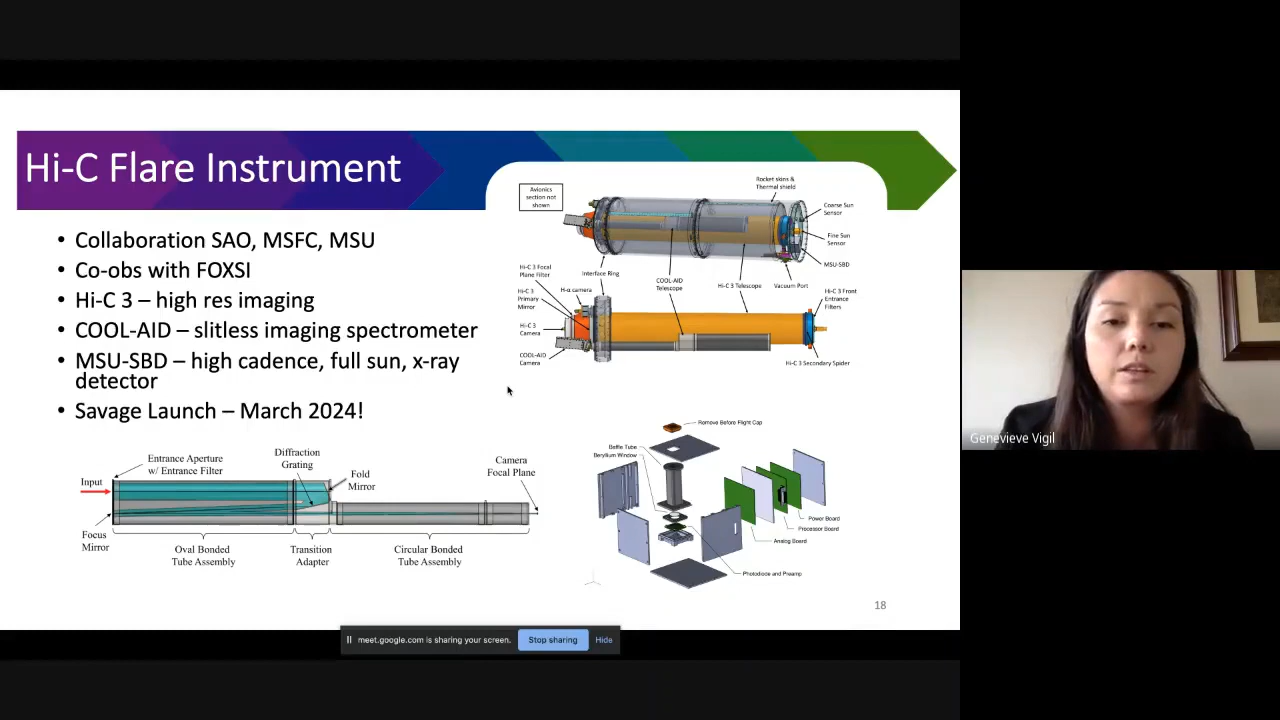 Hi-C Flare Instrument
• Collaboration SAO, MSFC, MSU
• Co-obs with FOXSI
• Hi-C 3 – high res imaging
• COOL-AID – slitless imaging spectrometer
• MSU-SBD – high cadence, full sun, x-ray
detector
• Savage Launch – March 2024!
Avionics
section not
shown
Rocket skins &
Thermal shield
Coarse Sun
Sensor
Fine Sun
Sensor
MSU-SBD
Vacuum Port
Hi-C 3 Telescope
COOL-AID
Telescope
Interface Ring
Hi-C 3 Focal
Plane Filter
H-α camera
Hi-C 3
Primary
Mirror
Hi-C 3
Camera
COOL-AID
Camera
Hi-C 3 Front
Entrance
Filters
Hi-C 3 Secondary Spider
Input
Entrance Aperture
w/ Entrance Filter
Diffraction
Grating
Fold
Mirror
Camera
Focal Plane
Focus
Mirror
Oval Bonded
Tube Assembly
Transition
Adapter
Circular Bonded
Tube Assembly
Remove Before Flight Cap
Baffle Tube
Beryllium Window
Power Board
Processor Board
Analog Board
Photodiode and Preamp
18
Genevieve Vigil
meet.google.com is sharing your screen.
Stop sharing
Hide